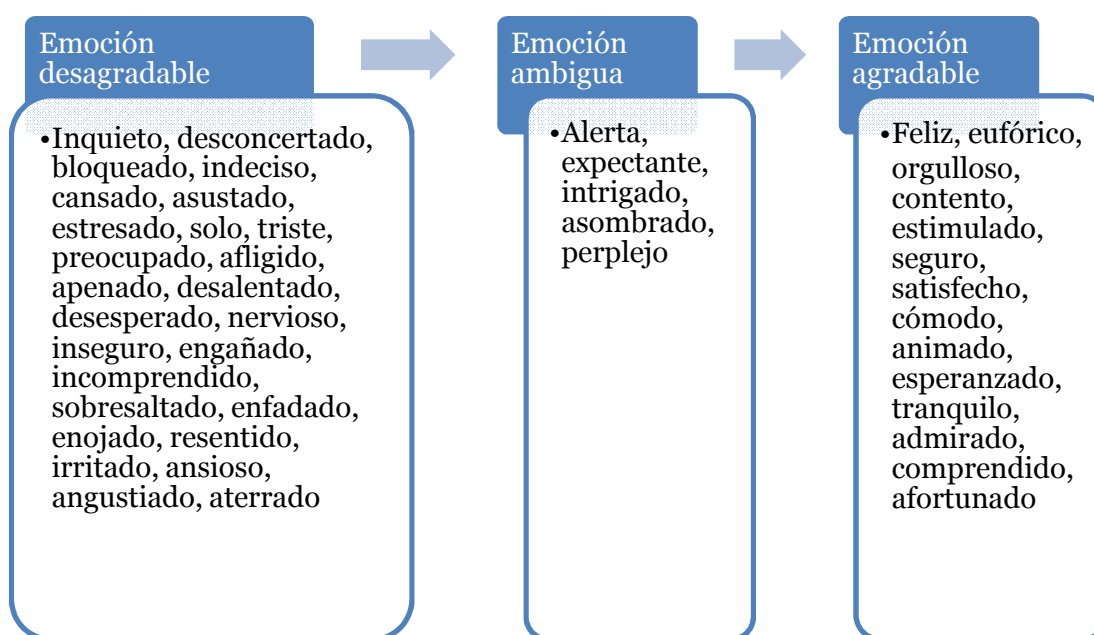 Emoción
desagradable
•Inquieto, desconcertado,
bloqueado, indeciso,
cansado, asustado,
estresado, solo, triste,
preocupado, afligido,
apenado, desalentado,
desesperado, nervioso,
inseguro, engañado,
incomprendido,
sobresaltado, enfadado,
enojado, resentido,
irritado, ansioso,
angustiado, aterrado
Emoción
ambigua
•Alerta,
expectante,
intrigado,
asombrado,
perplejo
Emoción
agradable
•Feliz, eufórico,
orgulloso,
contento,
estimulado,
seguro,
satisfecho,
cómodo,
animado,
esperanzado,
tranquilo,
admirado,
comprendido,
afortunado